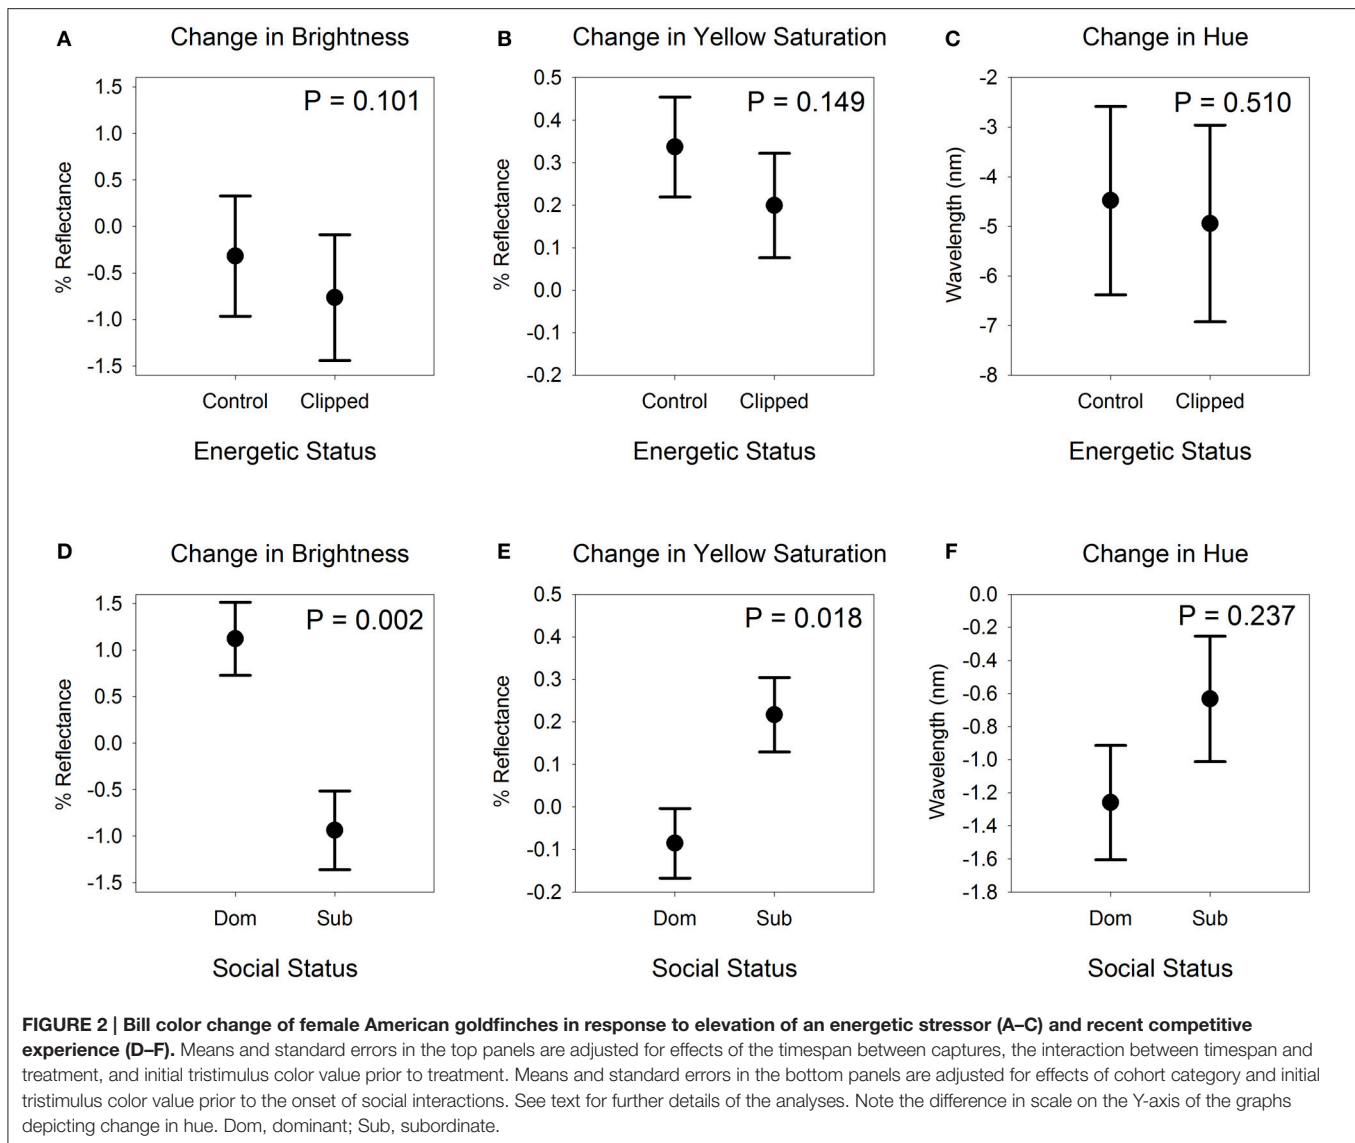 A Change in Brightness
P = 0.101
1.5
1.0
0.5
0.0
-0.5
-1.0
-1.5
% Reflectance
Control Clipped
Energetic Status
B Change in Yellow Saturation
P = 0.149
0.5
0.4
0.3
0.2
0.1
0.0
-0.1
-0.2
% Reflectance
Control Clipped
Energetic Status
C Change in Hue
P = 0.510
-2
-3
-4
-5
-6
-7
-8
Wavelength (nm)
Control Clipped
Energetic Status
D Change in Brightness
P = 0.002
1.5
1.0
0.5
0.0
-0.5
-1.0
-1.5
% Reflectance
Dom Sub
Social Status
E Change in Yellow Saturation
P = 0.018
0.5
0.4
0.3
0.2
0.1
0.0
-0.1
-0.2
% Reflectance
Dom Sub
Social Status
F Change in Hue
P = 0.237
0.0
-0.2
-0.4
-0.6
-0.8
-1.0
-1.2
-1.4
-1.6
-1.8
Wavelength (nm)
Dom Sub
Social Status
FIGURE 2 | Bill color change of female American goldfinches in response to elevation of an energetic stressor (A–C) and recent competitive
experience (D–F). Means and standard errors in the top panels are adjusted for effects of the timespan between captures, the interaction between timespan and
treatment, and initial tristimulus color value prior to treatment. Means and standard errors in the bottom panels are adjusted for effects of cohort category and initial
tristimulus color value prior to the onset of social interactions. See text for further details of the analyses. Note the difference in scale on the Y-axis of the graphs
depicting change in hue. Dom, dominant; Sub, subordinate.